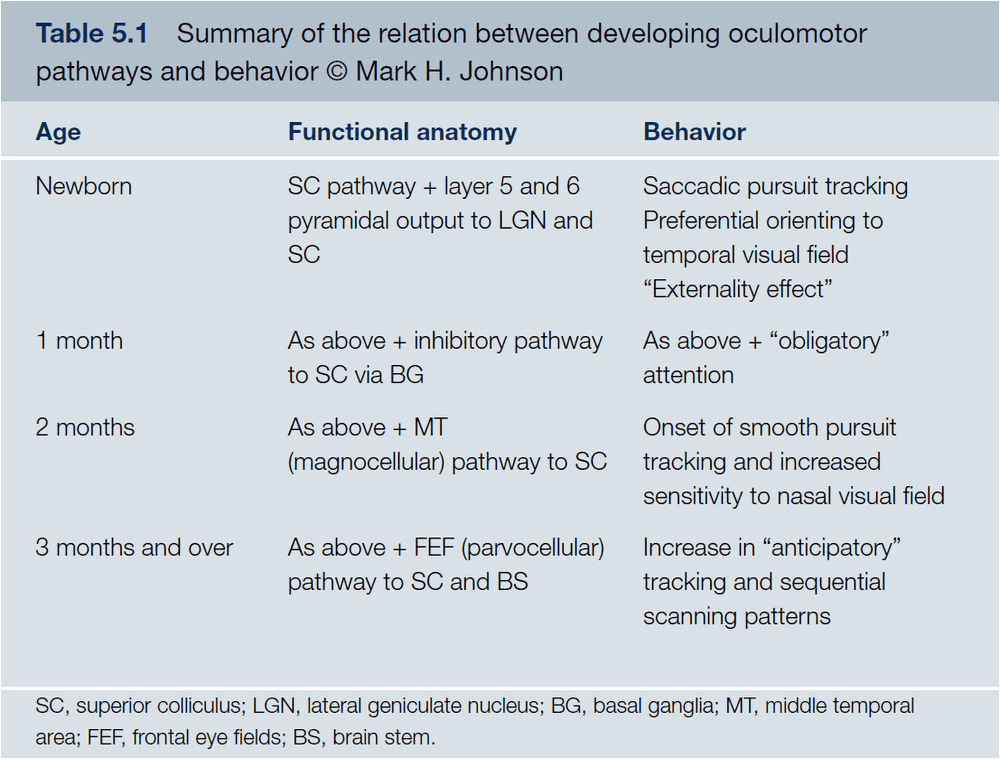 Table 5.1 Summary of the relation between developing oculomotor
pathways and behavior © Mark H. Johnson
Age Functional anatomy Behavior
Newborn SC pathway + layer 5 and 6 Saccadic pursuit tracking
pyramidal output to LGN and Preferential orienting to
SC temporal visual field
“Externality effect”
1 month As above + inhibitory pathway As above + “obligatory”
to SC via BG attention
2 months As above + MT Onset of smooth pursuit
(magnocellular) pathway to SC tracking and increased
sensitivity to nasal visual field
3 months and over As above + FEF (parvocellular) Increase in “anticipatory”
pathway to SC and BS tracking and sequential
scanning patterns
SC, superior colliculus; LGN, lateral geniculate nucleus; BG, basal ganglia; MT, middle temporal
area; FEF, frontal eye fields; BS, brain stem.